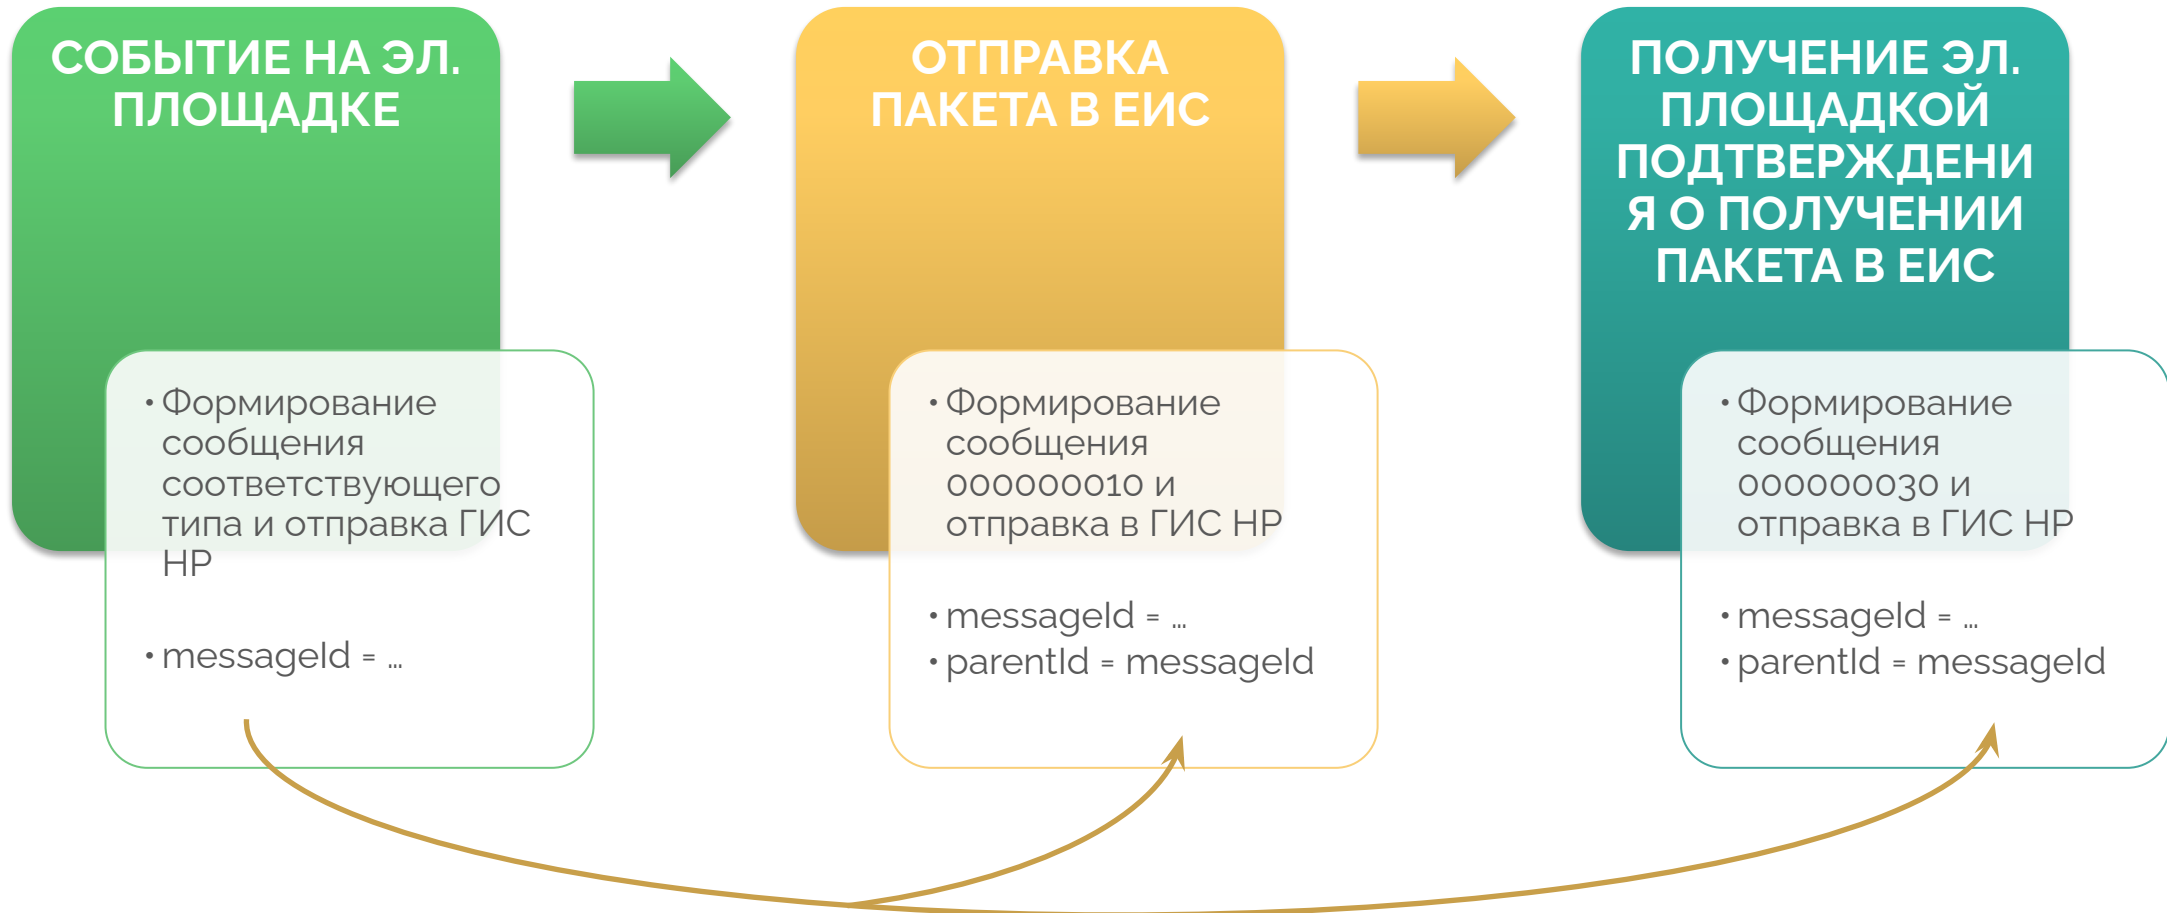 СОБЫТИЕ НА ЭЛ.
ПЛОЩАДКЕ
• Формирование
сообщения
соответствующего
типа и отправка ГИС
НР
• messageId = ...
ОТПРАВКА
ПАКЕТА В ЕИС
• Формирование
сообщения
000000010 и
отправка в ГИС НР
• messageId = ...
• parentId = messageId
ПОЛУЧЕНИЕ ЭЛ.
ПЛОЩАДКОЙ
ПОДТВЕРЖДЕНИ
Я О ПОЛУЧЕНИИ
ПАКЕТА В ЕИС
• Формирование
сообщения
000000030 и
отправка в ГИС НР
• messageId = ...
• parentId = messageId